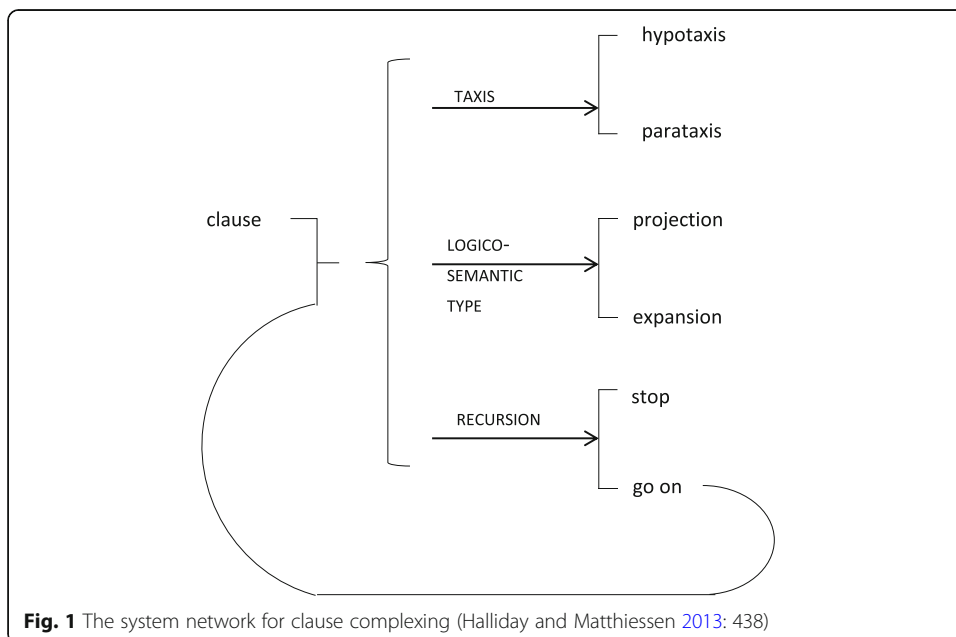 hypotaxis
TAXIS
parataxis
clause
projection
LOGICO-
SEMANTIC
TYPE
expansion
stop
RECURSION
go on
Fig. 1 The system network for clause complexing (Halliday and Matthiessen 2013: 438)